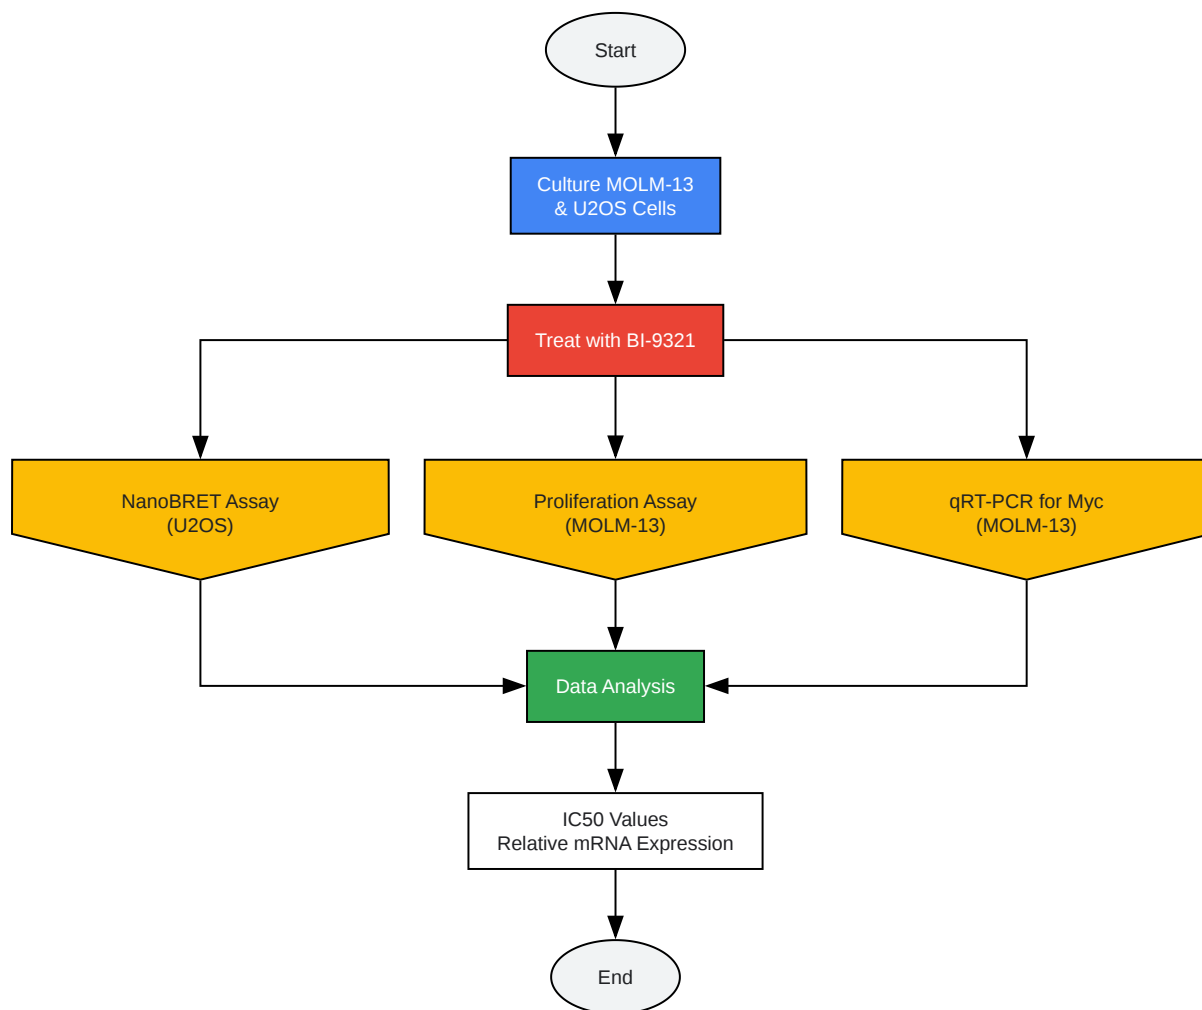 Start
Culture MOLM-13
& U2OS Cells
Treat with BI-9321
NanoBRET Assay
(U2OS)
Proliferation Assay
(MOLM-13)
qRT-PCR for Myc
(MOLM-13)
Data Analysis
IC50 Values
Relative mRNA Expression
End